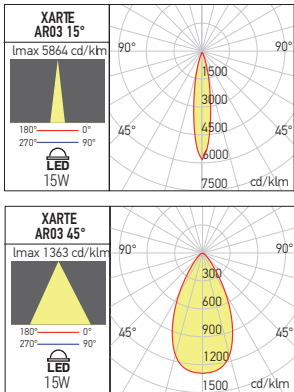 XARTE
AR03 15°
Imax 5864 cd/klm
180° 0°
270° 90°
LED
15W
90° 90°
1500
3000
45° 4500 45°
6000
7500 cd/klm
XARTE
AR03 45°
Imax 1363 cd/klm
180° 0°
270° 90°
LED
15W
90° 90°
300
600
45° 900 45°
1200
1500 cd/klm